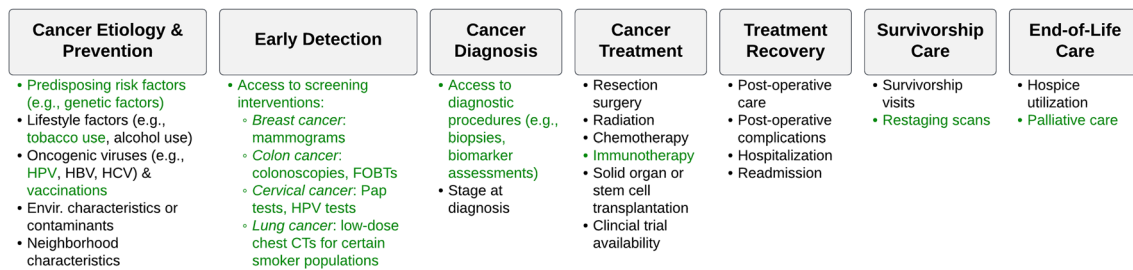 Cancer Etiology &
Prevention
• Predisposing risk factors
(e.g., genetic factors)
• Lifestyle factors (e.g.,
tobacco use, alcohol use)
• Oncogenic viruses (e.g.,
HPV, HBV, HCV) &
vaccinations
• Envir. characteristics or
contaminants
• Neighborhood
characteristics
Early Detection
• Access to screening
interventions:
◦ Breast cancer:
mammograms
◦ Colon cancer:
colonoscopies, FOBTs
◦ Cervical cancer: Pap
tests, HPV tests
◦ Lung cancer: low-dose
chest CTs for certain
smoker populations
Cancer
Diagnosis
• Access to
diagnostic
procedures (e.g.,
biopsies,
biomarker
assessments)
• Stage at
diagnosis
Cancer
Treatment
• Resection
surgery
• Radiation
• Chemotherapy
• Immunotherapy
• Solid organ or
stem cell
transplantation
• Clincial trial
availability
Treatment
Recovery
• Post-operative
care
• Post-operative
complications
• Hospitalization
• Readmission
Survivorship
Care
• Survivorship
visits
• Restaging scans
End-of-Life
Care
• Hospice
utilization
• Palliative care